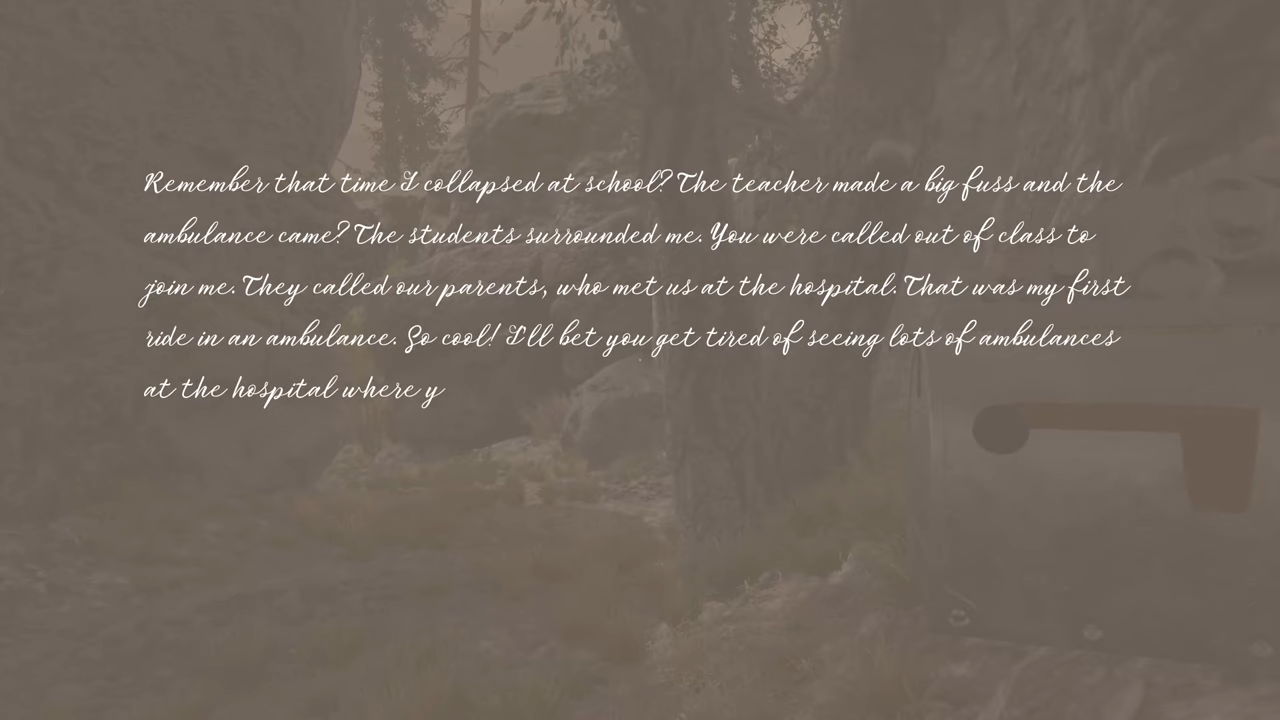 Remember that time I collapsed at school? The teacher made a big fuss and the
ambulance came? The students surrounded me. You were called out of class to
join me. They called our parents, who met us at the hospital. That was my first
ride in an ambulance. So cool! I'll bet you get tired of seeing lots of ambulances
at the hospital where y